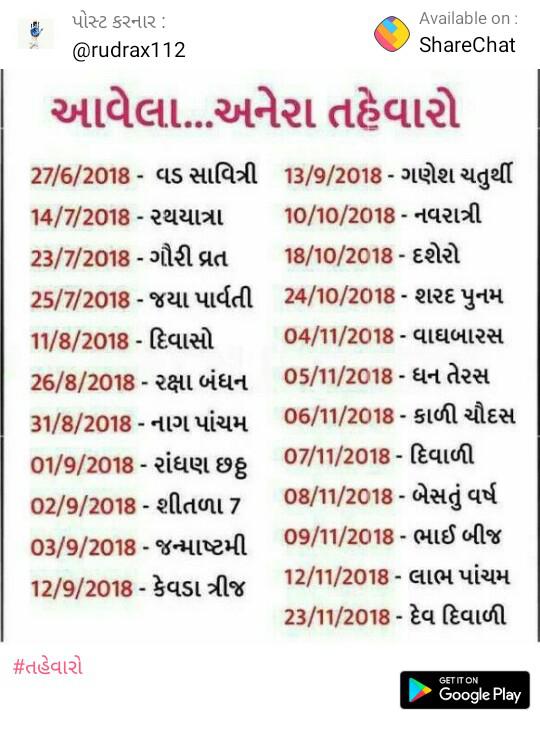 પોસ્ટ કરનાર :
@rudrax112
Available on :
ShareChat
આવેલા...અનેરા તહેવારો
27/6/2018 - વડ સાવિત્રી
14/7/2018 - રથયાત્રા
23/7/2018 - ગૌરી વ્રત
25/7/2018 - જયા પાર્વતી
11/8/2018 - દિવાસો
26/8/2018 - રક્ષા બંધન
31/8/2018 - નાગ પાંચમ
01/9/2018 - રાંધણ છઠ્ઠ
02/9/2018 - શીતળા 7
03/9/2018 - જન્માષ્ટમી
12/9/2018 - કેવડા ત્રીજ
13/9/2018 - ગણેશ ચતુર્થી
10/10/2018 - નવરાત્રી
18/10/2018 - દશેરો
24/10/2018 - શરદ પુનમ
04/11/2018 - વાઘબારસ
05/11/2018 - ધન તેરસ
06/11/2018 - કાળી ચૌદસ
07/11/2018 - દિવાળી
08/11/2018 - બેસતું વર્ષ
09/11/2018 - ભાઈ બીજ
12/11/2018 - લાભ પાંચમ
23/11/2018 - દેવ દિવાળી
#તહેવારો
GET IT ON
Google Play